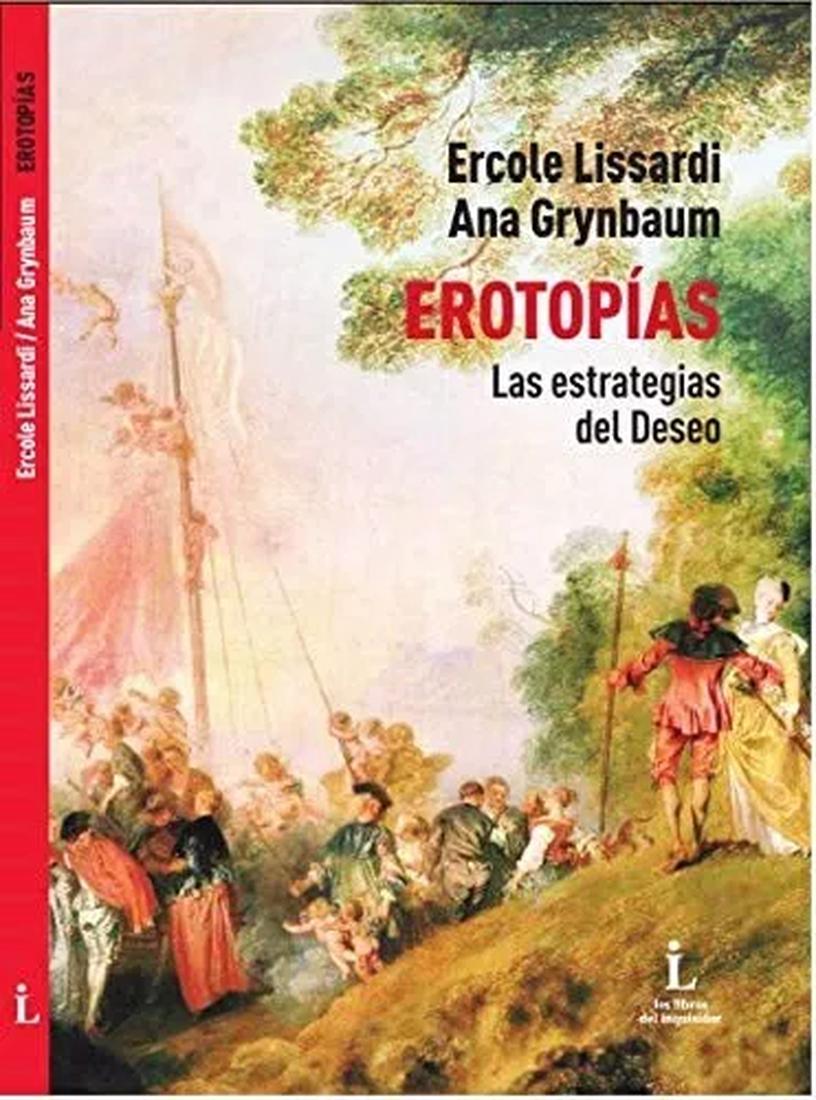 Ercole Lissardi / Ana Grynbaum EROTOPÍAS
Ercole Lissardi
Ana Grynbaum
EROTOPÍAS
Las estrategias
del Deseo
los libros
del inquisidor